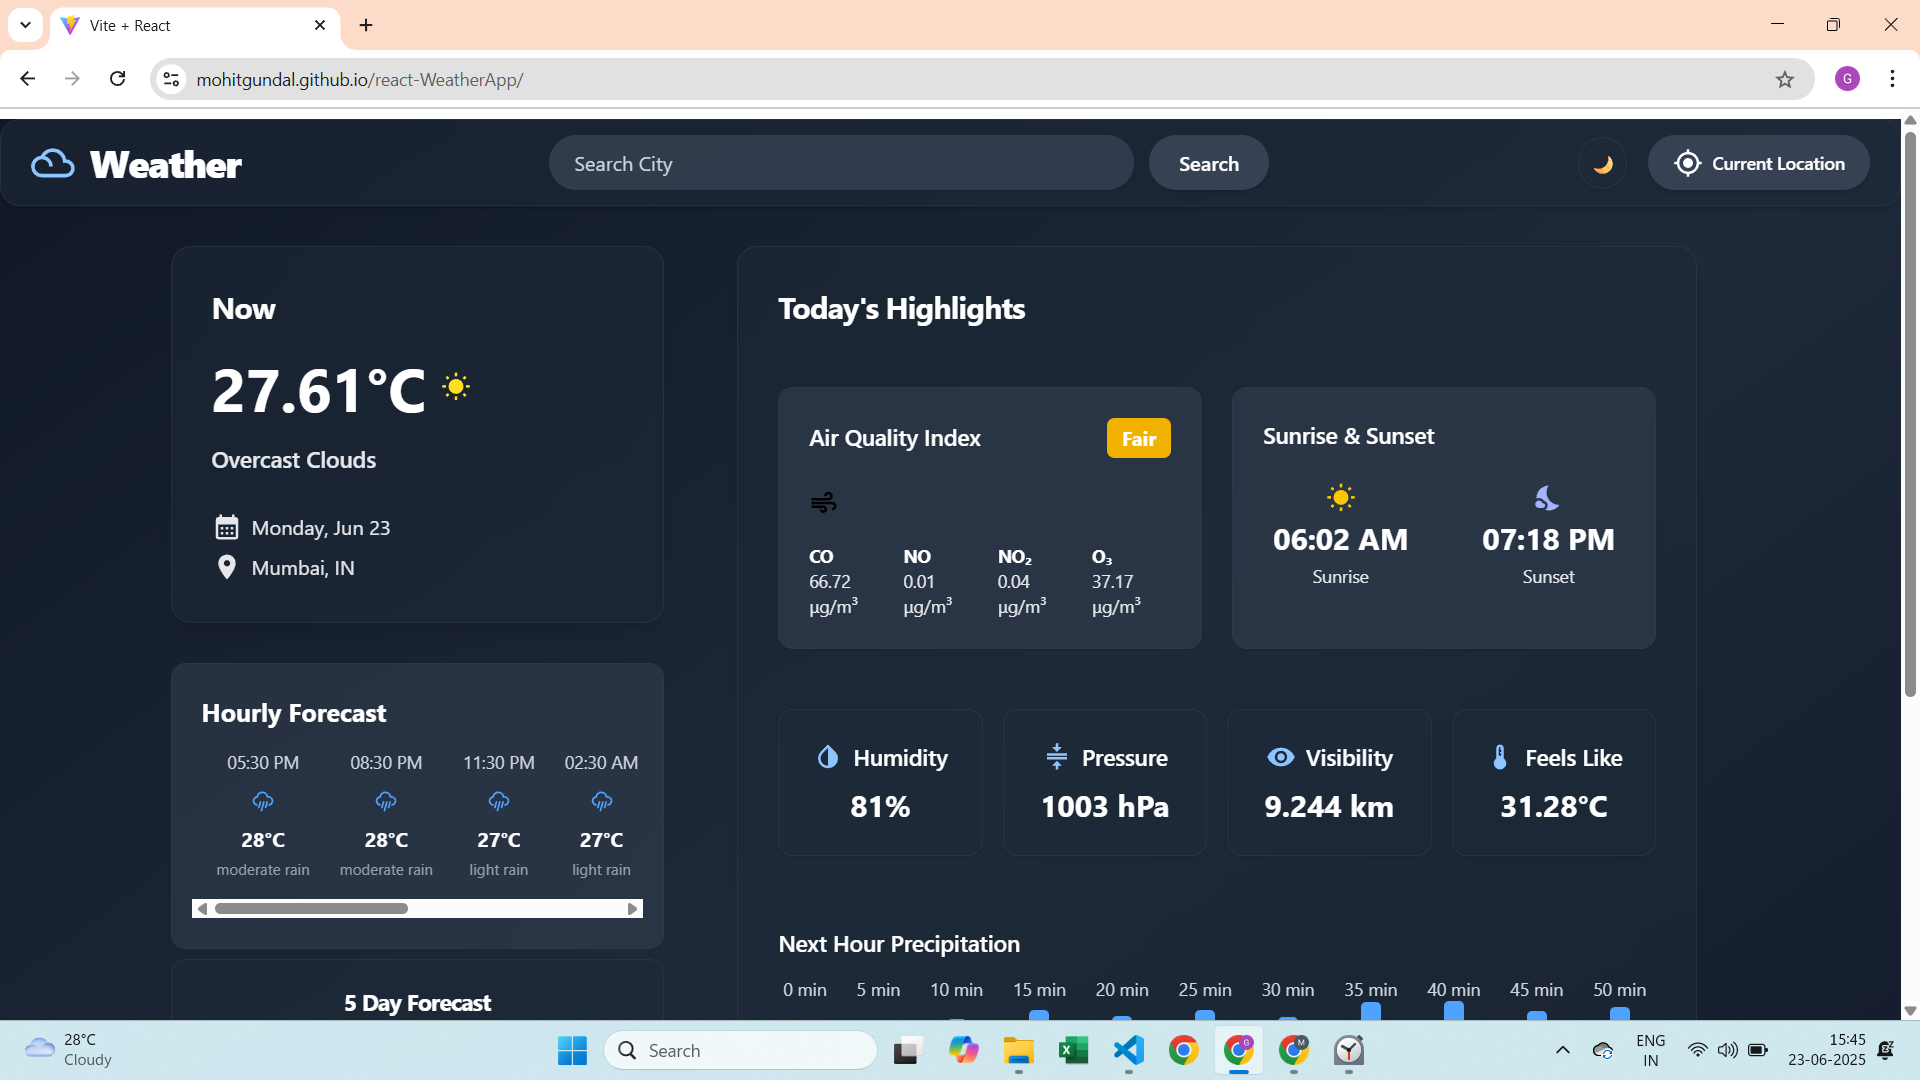 Vite + React
mohitgundal.github.io/react-WeatherApp/
G
Weather
Search City
Search
Current Location
Now
27.61°C
Overcast Clouds
Monday, Jun 23
Mumbai, IN
Hourly Forecast
05:30 PM 08:30 PM 11:30 PM 02:30 AM
28°C 28°C 27°C 27°C
moderate rain moderate rain light rain light rain
5 Day Forecast
Today's Highlights
Air Quality Index
Fair
CO NO NO₂ O₃
66.72 0.01 0.04 37.17
µg/m³ µg/m³ µg/m³ µg/m³
Sunrise & Sunset
06:02 AM 07:18 PM
Sunrise Sunset
Humidity
81%
Pressure
1003 hPa
Visibility
9.244 km
Feels Like
31.28°C
Next Hour Precipitation
0 min 5 min 10 min 15 min 20 min 25 min 30 min 35 min 40 min 45 min 50 min
28°C
Cloudy
Search
G
M
ENG
IN
15:45
23-06-2025